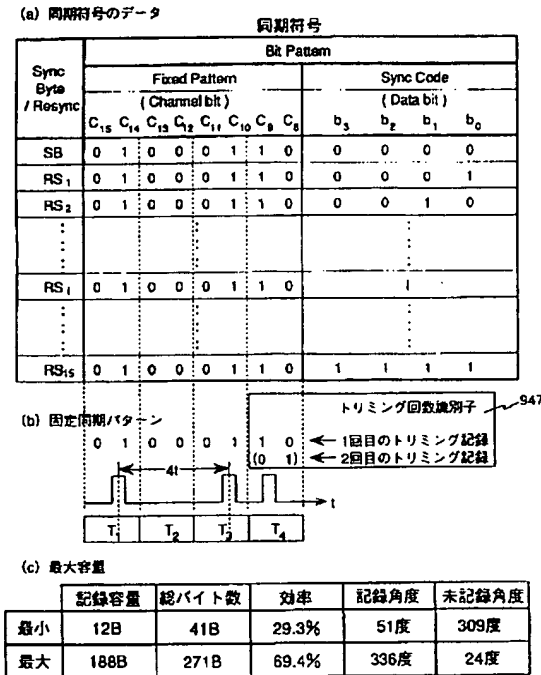 (a) 同期符号のデータ
同期符号
Sync Byte / Resync
Bit Pattern
Fixed Pattern
Sync Code
( Channel bit )
( Data bit )
C15 C14 C13 C12 C11 C10 C9 C8 b3 b2 b1 b0
SB 0 1 0 0 0 1 1 0 0 0 0 0
RS1 0 1 0 0 0 1 1 0 0 0 0 1
RS2 0 1 0 0 0 1 1 0 0 0 1 0
RSi 0 1 0 0 0 1 1 0 i
RS15 0 1 0 0 0 1 1 0 1 1 1 1
(b) 固定同期パターン
トリミング回数識別子 947
0 1 0 0 0 1 1 0 ← 1回目のトリミング記録
(0 1) ← 2回目のトリミング記録
4t
t
T1 T2 T3 T4
(c) 最大容量
記録容量 総バイト数 効率 記録角度 未記録角度
最小 12B 41B 29.3% 51度 309度
最大 188B 271B 69.4% 336度 24度